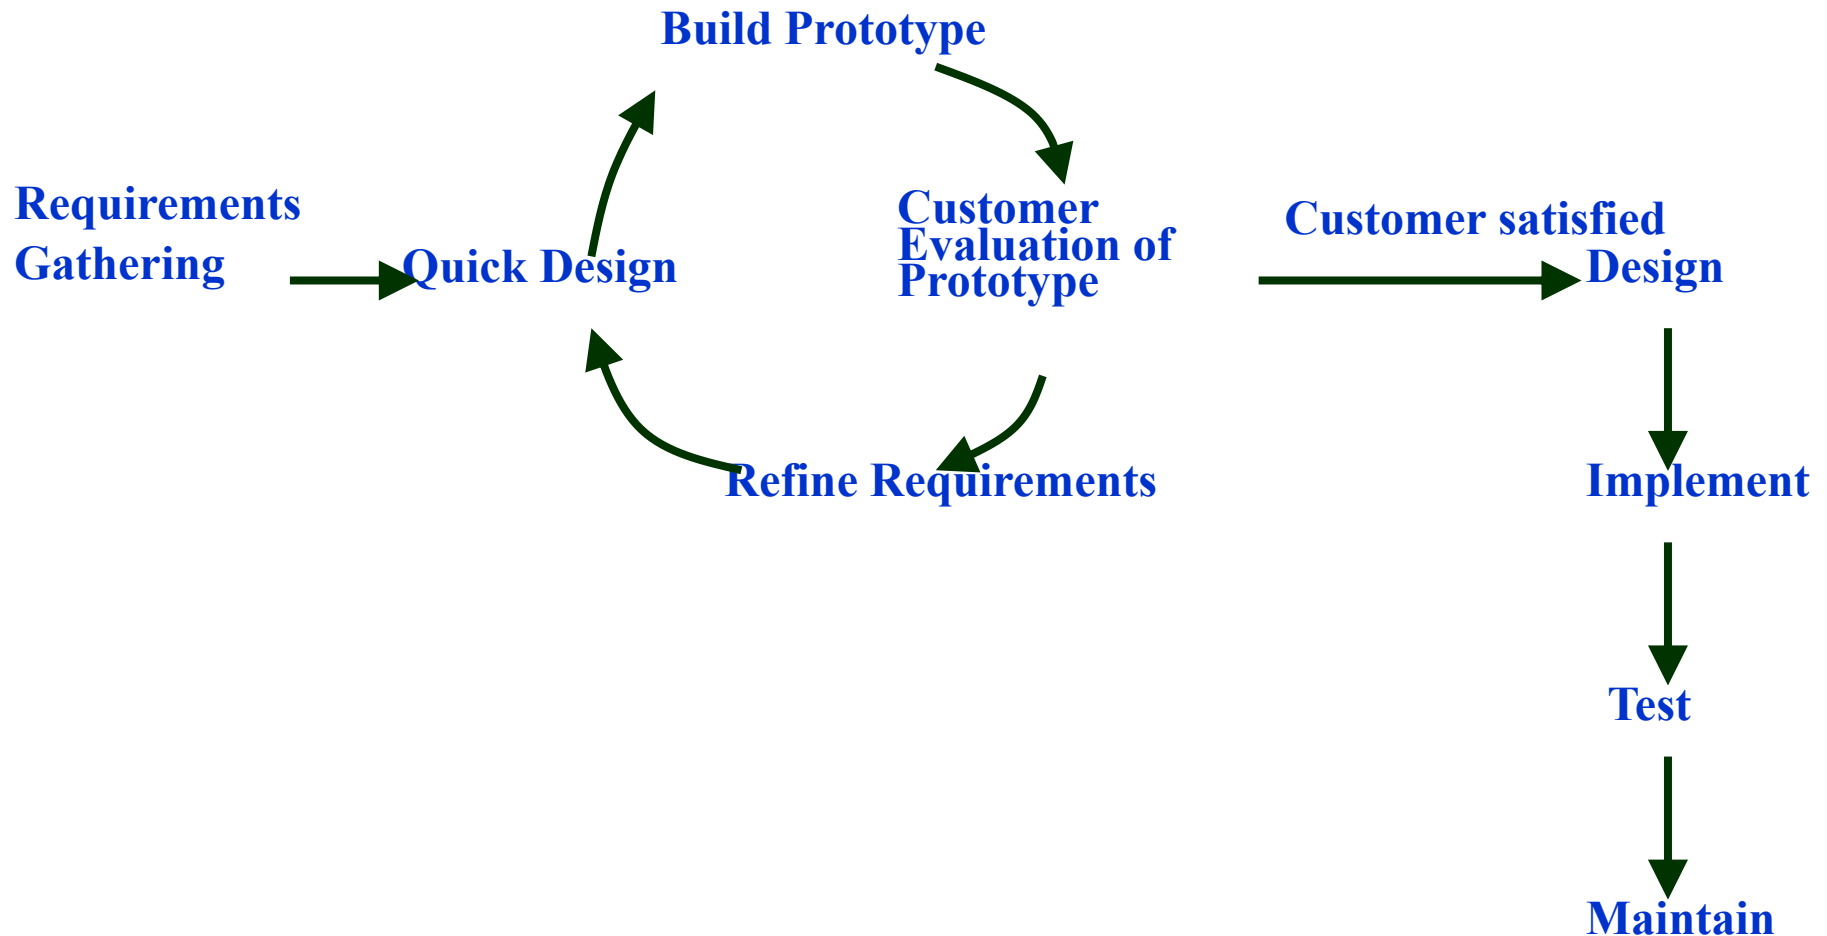 Build Prototype
Requirements
Gathering
Quick Design
Customer
Evaluation of
Prototype
Customer satisfied
Design
Refine Requirements
Implement
Test
Maintain